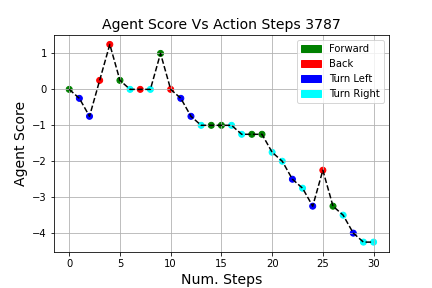 Agent Score Vs Action Steps 3787
Forward
Back
Turn Left
Turn Right
Agent Score
1
0
−1
−2
−3
−4
0 5 10 15 20 25 30
Num. Steps